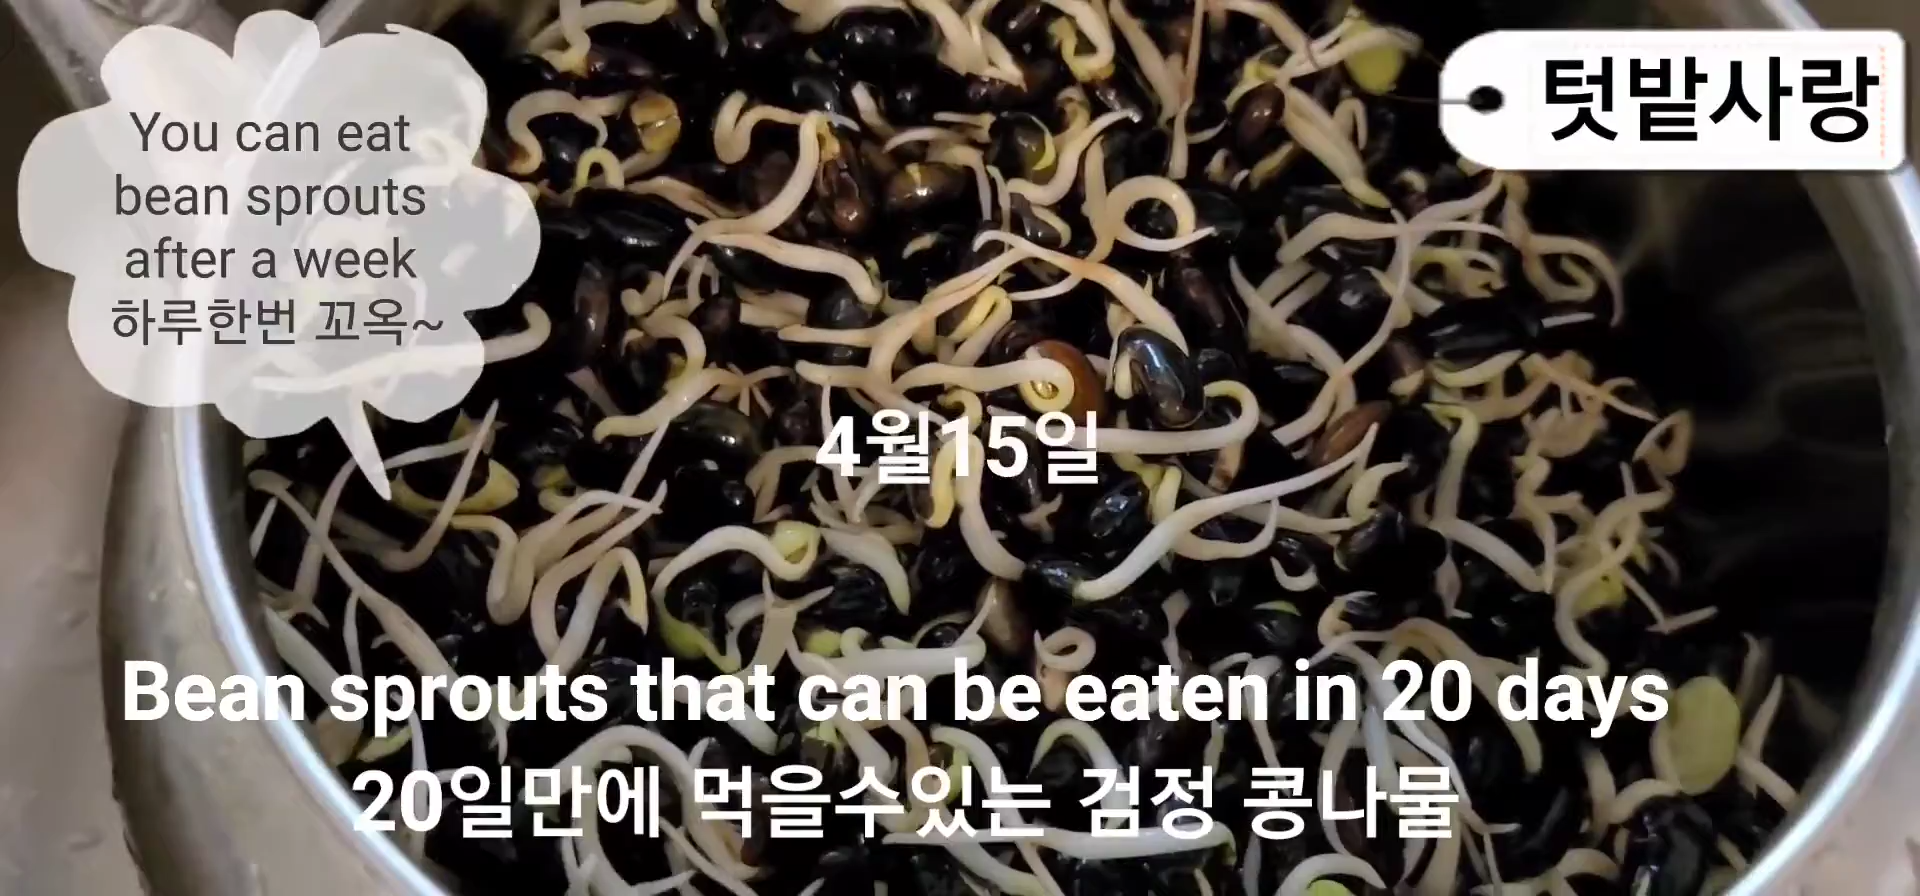 You can eat
bean sprouts
after a week
하루한번 꼬옥~
텃밭사랑
4월15일
Bean sprouts that can be eaten in 20 days
20일만에 먹을수있는 검정 콩나물